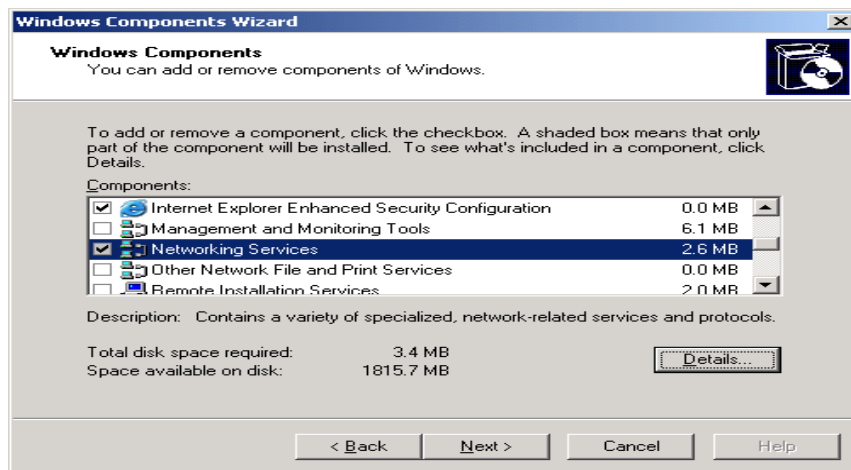 Windows Components Wizard
Windows Components
You can add or remove components of Windows.
To add or remove a component, click the checkbox. A shaded box means that only
part of the component will be installed. To see what's included in a component, click
Details.
Components:
Internet Explorer Enhanced Security Configuration 0.0 MB
Management and Monitoring Tools 6.1 MB
Networking Services 2.6 MB
Other Network File and Print Services 0.0 MB
Remote Installation Services 2.0 MB
Description: Contains a variety of specialized, network-related services and protocols.
Total disk space required: 3.4 MB
Space available on disk: 1815.7 MB
Details...
< Back Next > Cancel Help